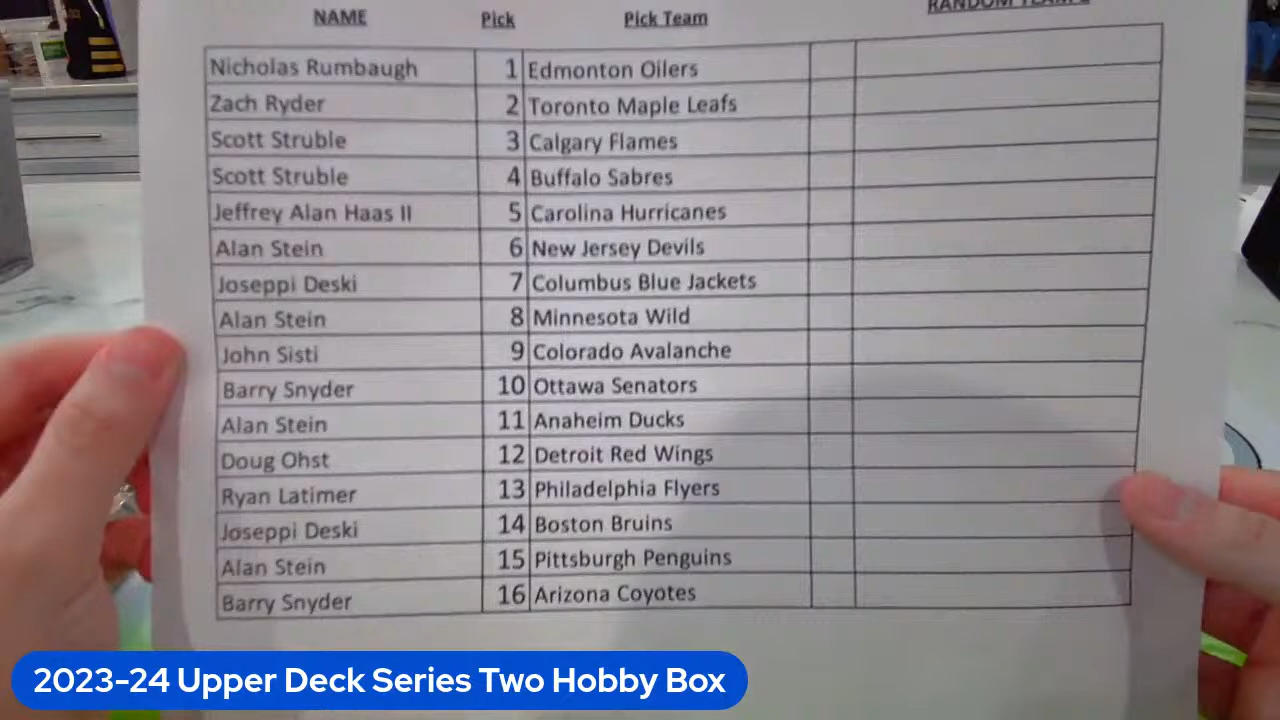 NAME Pick Pick Team RANDOM TEAM
Nicholas Rumbaugh 1 Edmonton Oilers
Zach Ryder 2 Toronto Maple Leafs
Scott Struble 3 Calgary Flames
Scott Struble 4 Buffalo Sabres
Jeffrey Alan Haas II 5 Carolina Hurricanes
Alan Stein 6 New Jersey Devils
Joseppi Deski 7 Columbus Blue Jackets
Alan Stein 8 Minnesota Wild
John Sisti 9 Colorado Avalanche
Barry Snyder 10 Ottawa Senators
Alan Stein 11 Anaheim Ducks
Doug Ohst 12 Detroit Red Wings
Ryan Latimer 13 Philadelphia Flyers
Joseppi Deski 14 Boston Bruins
Alan Stein 15 Pittsburgh Penguins
Barry Snyder 16 Arizona Coyotes
2023-24 Upper Deck Series Two Hobby Box